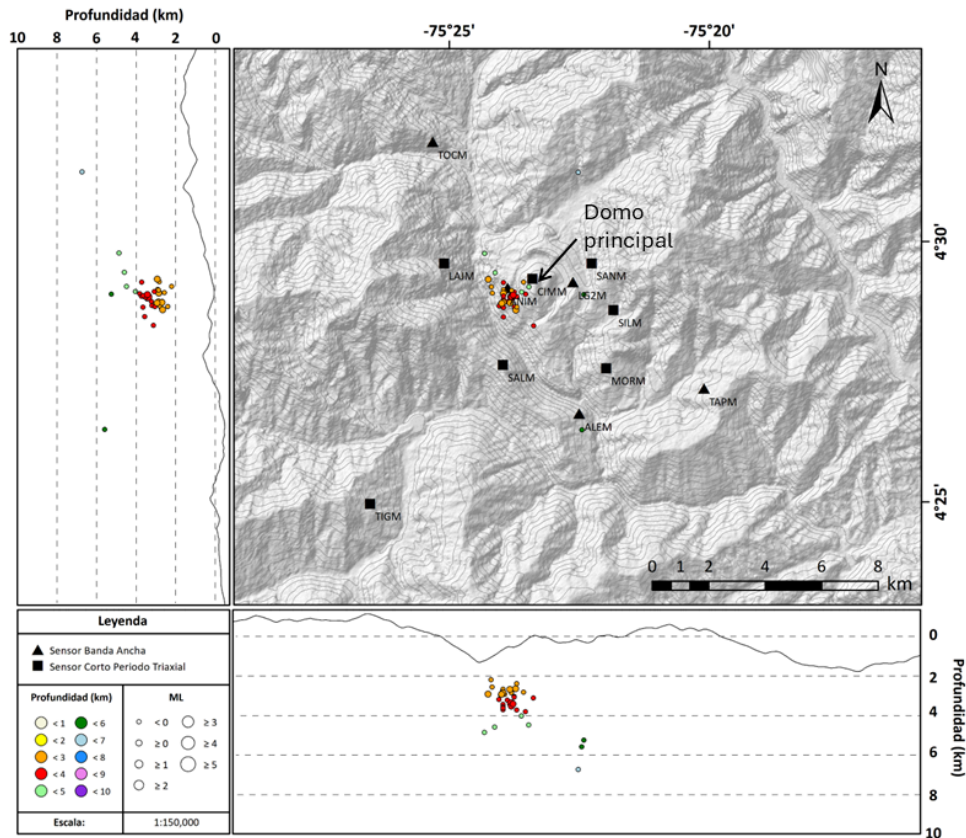 Profundidad (km)
10 8 6 4 2 0
-75°25' -75°20'
N
TOCM
Domo
principal
4°30'
LAJM
SANM
CIMM
SILM
SALM
MORM
TAPM
ALEM
4°25'
TIGM
0 1 2 4 6 8
km
Leyenda
Sensor Banda Ancha
Sensor Corto Periodo Triaxial
Profundidad (km)
< 1 < 6
< 2 < 7
< 3 < 8
< 4 < 9
< 5 < 10
ML
< 0 ≥ 3
≥ 0 ≥ 4
≥ 1 ≥ 5
≥ 2
Escala: 1:150,000
0
2
4
6
8
10
Profundidad (km)